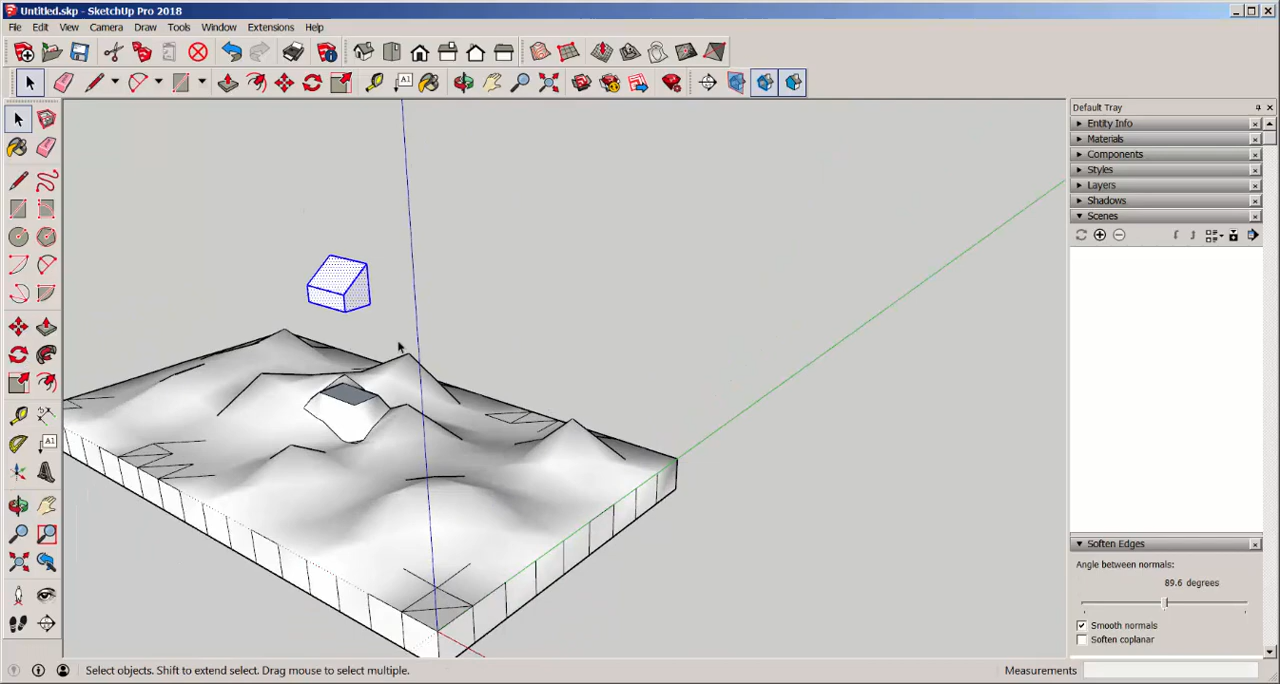 Untitled.skp - SketchUp Pro 2018
File Edit View Camera Draw Tools Window Extensions Help
A1
Default Tray
Entity Info
Materials
Components
Styles
Layers
Shadows
Scenes
A1
Soften Edges
Angle between normals:
89.6 degrees
Smooth normals
Soften coplanar
Select objects. Shift to extend select. Drag mouse to select multiple.
Measurements